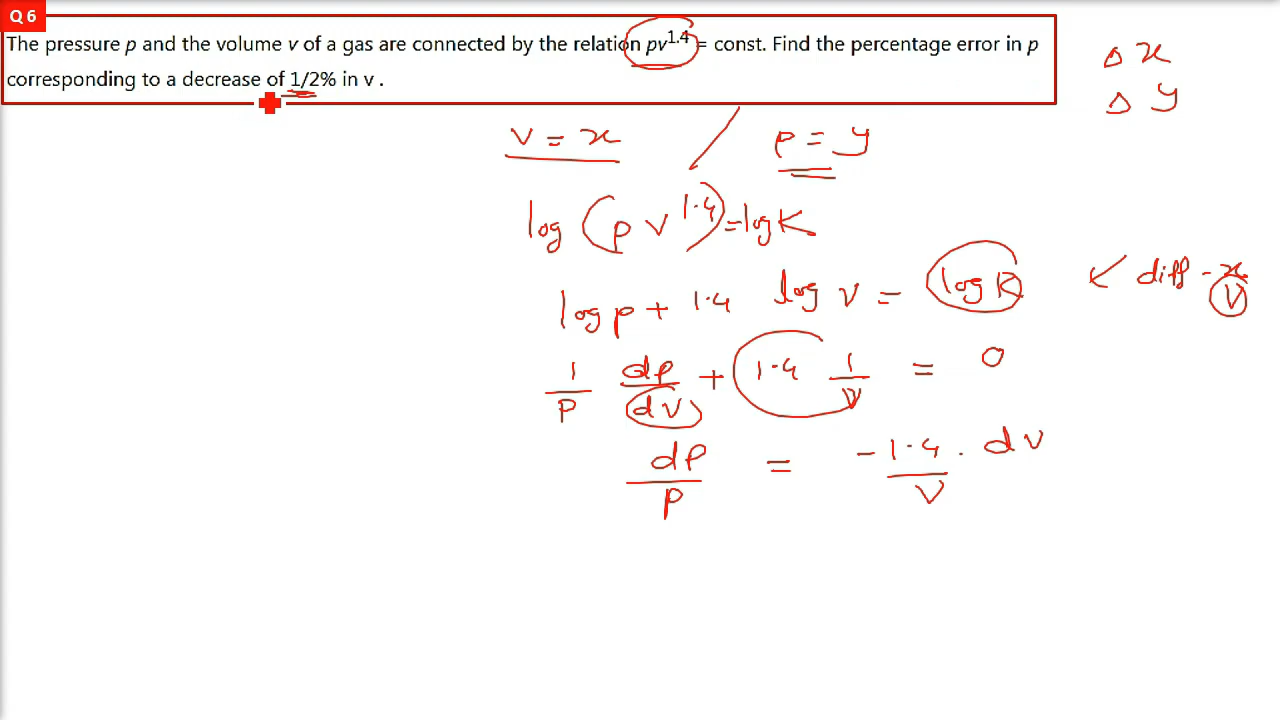 Q 6
The pressure p and the volume v of a gas are connected by the relation pv^1.4 = const. Find the percentage error in p
corresponding to a decrease of 1/2% in v .
Δ x
Δ y
v = x    p = y
log (p v^1.4) = log K
log p + 1.4 log v = log K    ← diff - x
v
1/P dp/dv + 1.4 1/v = 0
dp/p = -1.4/v . dv